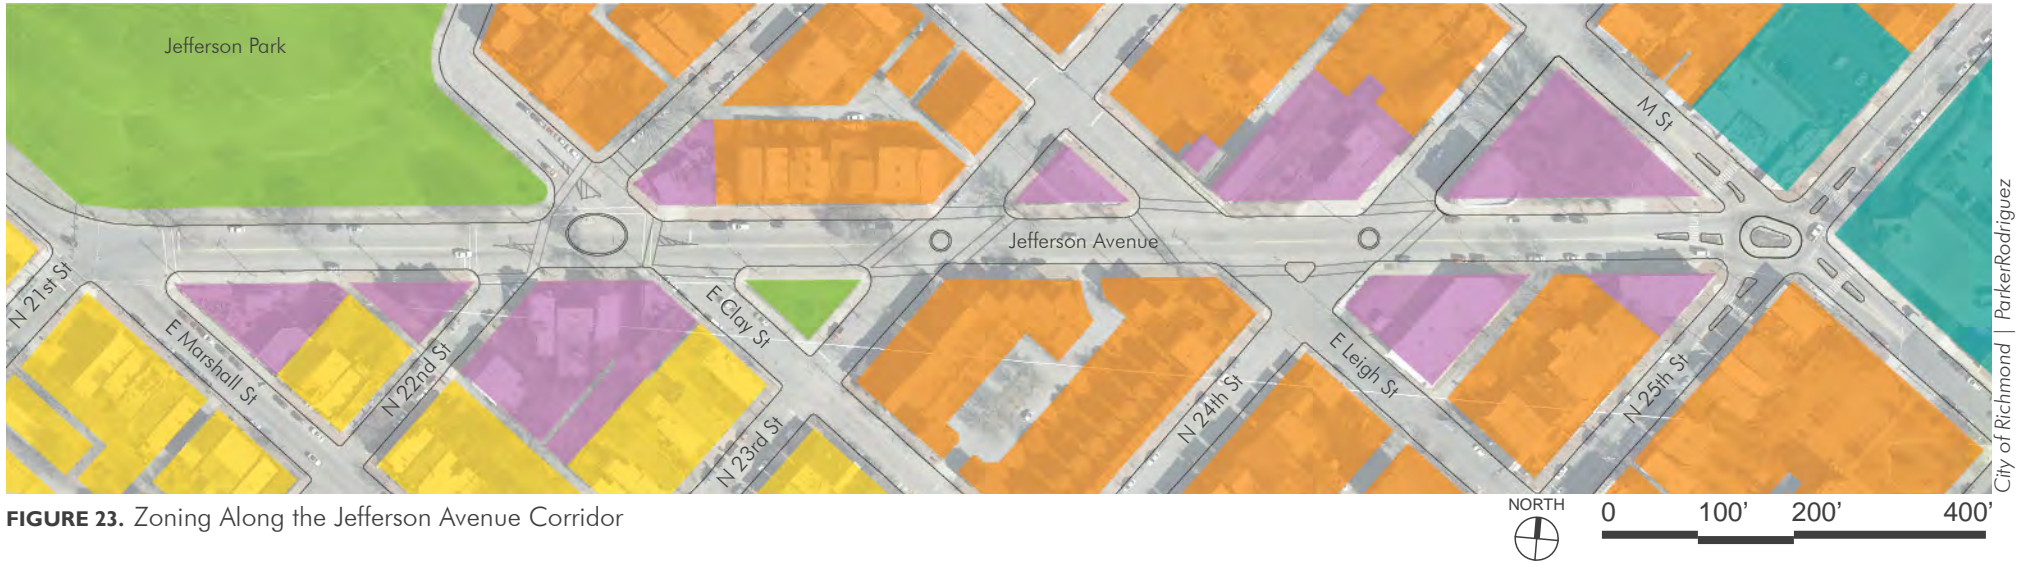 Jefferson Park
M St
Jefferson Avenue
N 21st St
E Marshall St
N 22nd St
E Clay St
N 23rd St
N 24th St
E Leigh St
N 25th St
City of Richmond | ParkerRodriguez
FIGURE 23. Zoning Along the Jefferson Avenue Corridor
NORTH
0 100’ 200’ 400’